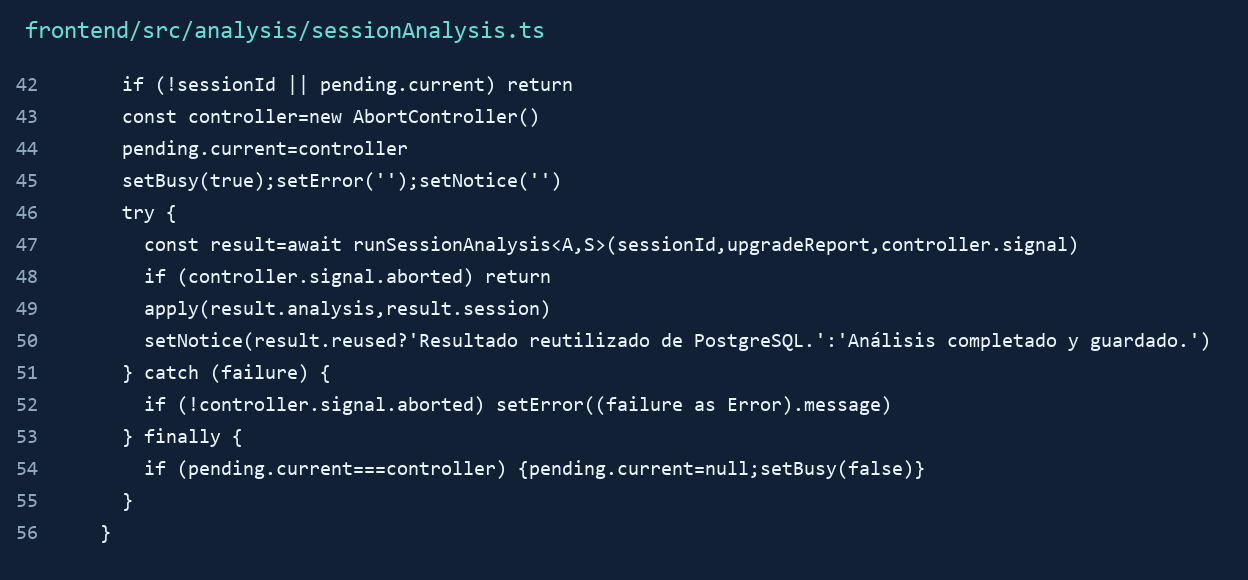 frontend/src/analysis/sessionAnalysis.ts
42 if (!sessionId || pending.current) return
43 const controller=new AbortController()
44 pending.current=controller
45 setBusy(true);setError('');setNotice('')
46 try {
47 const result=await runSessionAnalysis<A,S>(sessionId,upgradeReport,controller.signal)
48 if (controller.signal.aborted) return
49 apply(result.analysis,result.session)
50 setNotice(result.reused?'Resultado reutilizado de PostgreSQL.':'Análisis completado y guardado.')
51 } catch (failure) {
52 if (!controller.signal.aborted) setError((failure as Error).message)
53 } finally {
54 if (pending.current===controller) {pending.current=null;setBusy(false)}
55 }
56 }